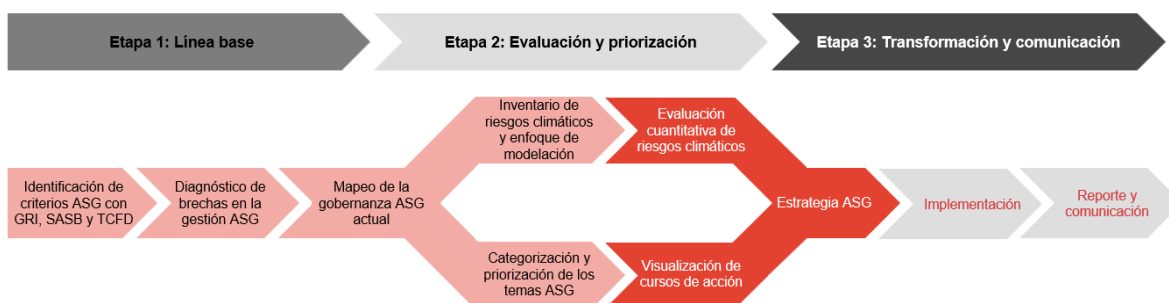 Etapa 1: Línea base
Etapa 2: Evaluación y priorización
Etapa 3: Transformación y comunicación
Identificación de
criterios ASG con
GRI, SASB y TCFD
Diagnóstico de
brechas en la
gestión ASG
Mapeo de la
gobernanza ASG
actual
Inventario de
riesgos climáticos
y enfoque de
modelación
Evaluación
cuantitativa de
riesgos climáticos
Categorización y
priorización de los
temas ASG
Visualización de
cursos de acción
Estrategia ASG
Implementación
Reporte y
comunicación